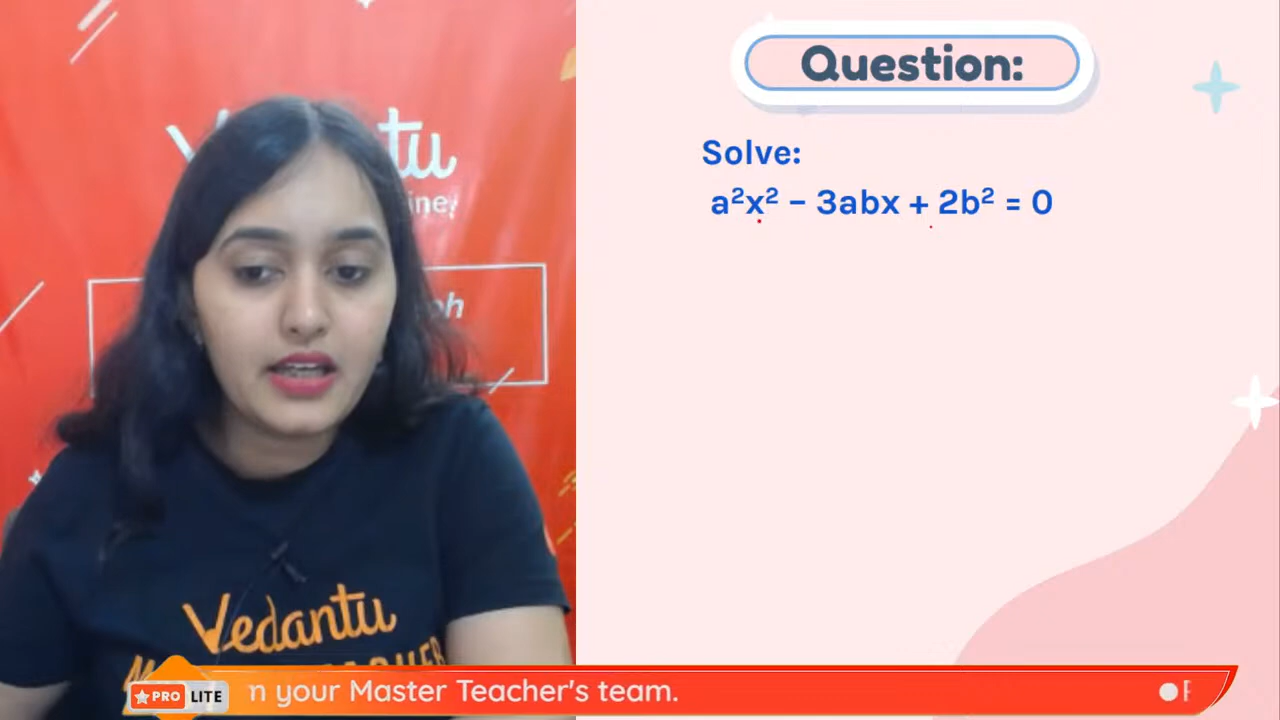 Question:
Solve:
a²x² − 3abx + 2b² = 0
Vedantu
PRO LITE
n your Master Teacher's team.